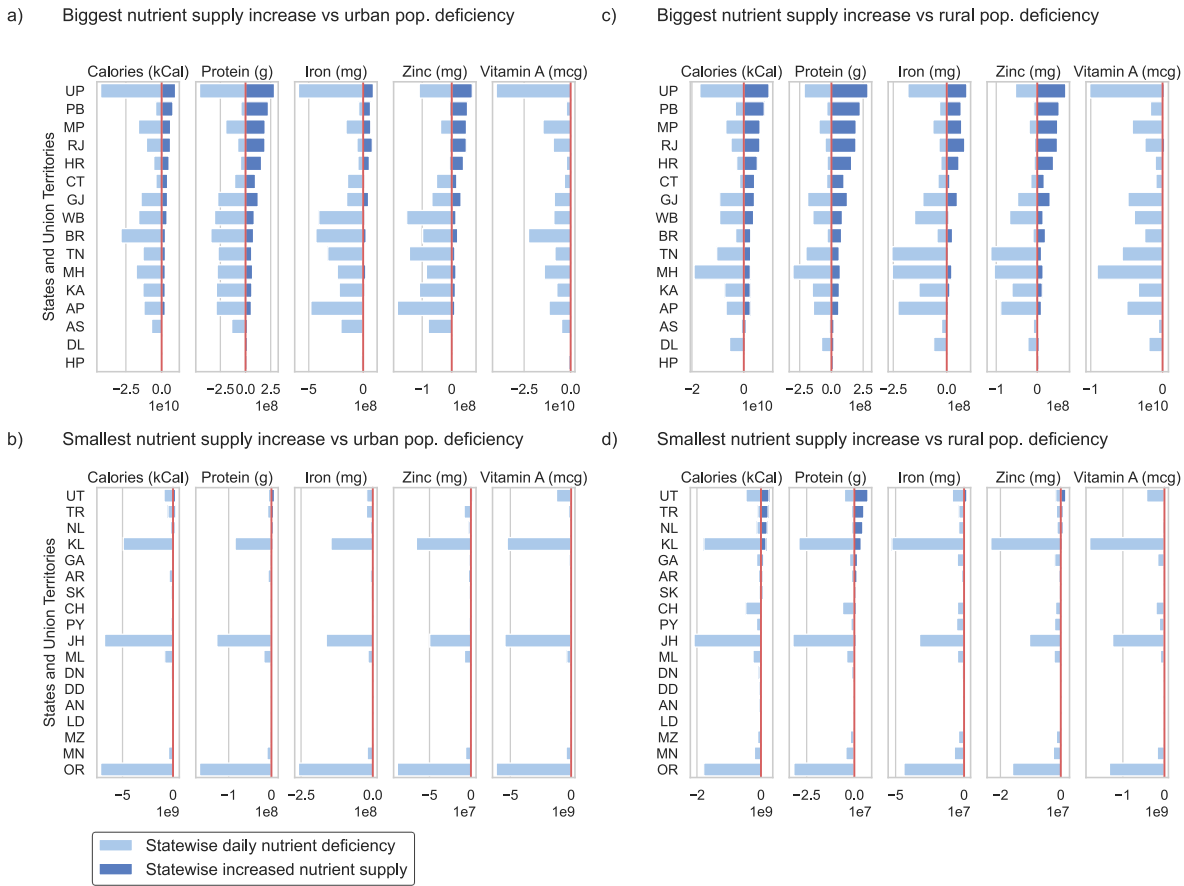 a) Biggest nutrient supply increase vs urban pop. deficiency
Calories (kCal) Protein (g) Iron (mg) Zinc (mg) Vitamin A (mcg)
States and Union Territories
UP
PB
MP
RJ
HR
CT
GJ
WB
BR
TN
MH
KA
AP
AS
DL
HP
−2.5 0.0 −2.5 0.0 2.5 −5 0 −1 0 −2.5 0.0
1e10 1e8 1e8 1e8 1e10
c) Biggest nutrient supply increase vs rural pop. deficiency
Calories (kCal) Protein (g) Iron (mg) Zinc (mg) Vitamin A (mcg)
UP
PB
MP
RJ
HR
CT
GJ
WB
BR
TN
MH
KA
AP
AS
DL
HP
−2 0 −2.5 0.0 2.5 −2.5 0.0 −1 0 −1 0
1e10 1e8 1e8 1e8 1e10
b) Smallest nutrient supply increase vs urban pop. deficiency
Calories (kCal) Protein (g) Iron (mg) Zinc (mg) Vitamin A (mcg)
States and Union Territories
UT
TR
NL
KL
GA
AR
SK
CH
PY
JH
ML
DN
DD
AN
LD
MZ
MN
OR
−5 0 −1 0 −2 0 −5 0 −5 0
1e9 1e8 1e8 1e7 1e9
d) Smallest nutrient supply increase vs rural pop. deficiency
Calories (kCal) Protein (g) Iron (mg) Zinc (mg) Vitamin A (mcg)
UT
TR
NL
KL
GA
AR
SK
CH
PY
JH
ML
DN
DD
AN
LD
MZ
MN
OR
−2 0 −2.5 0.0 −5 0 −2 0 −1 0
1e9 1e7 1e7 1e7 1e9
Statewise daily nutrient deficiency
Statewise increased nutrient supply